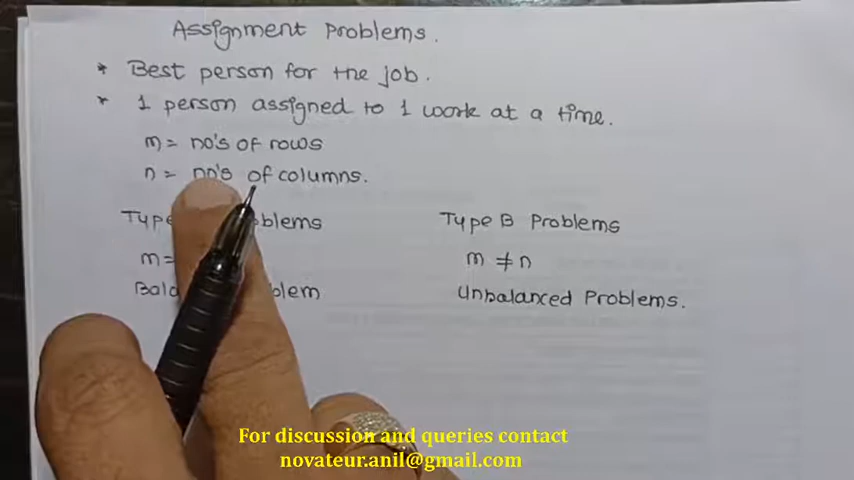 Assignment Problems.
* Best person for the job.
* 1 person assigned to 1 work at a time.
m = no's of rows
n = no's of columns.
Type
Type B Problems
m =
m ≠ n
Unbalanced Problems.
For discussion and queries contact
novateur.anil@gmail.com